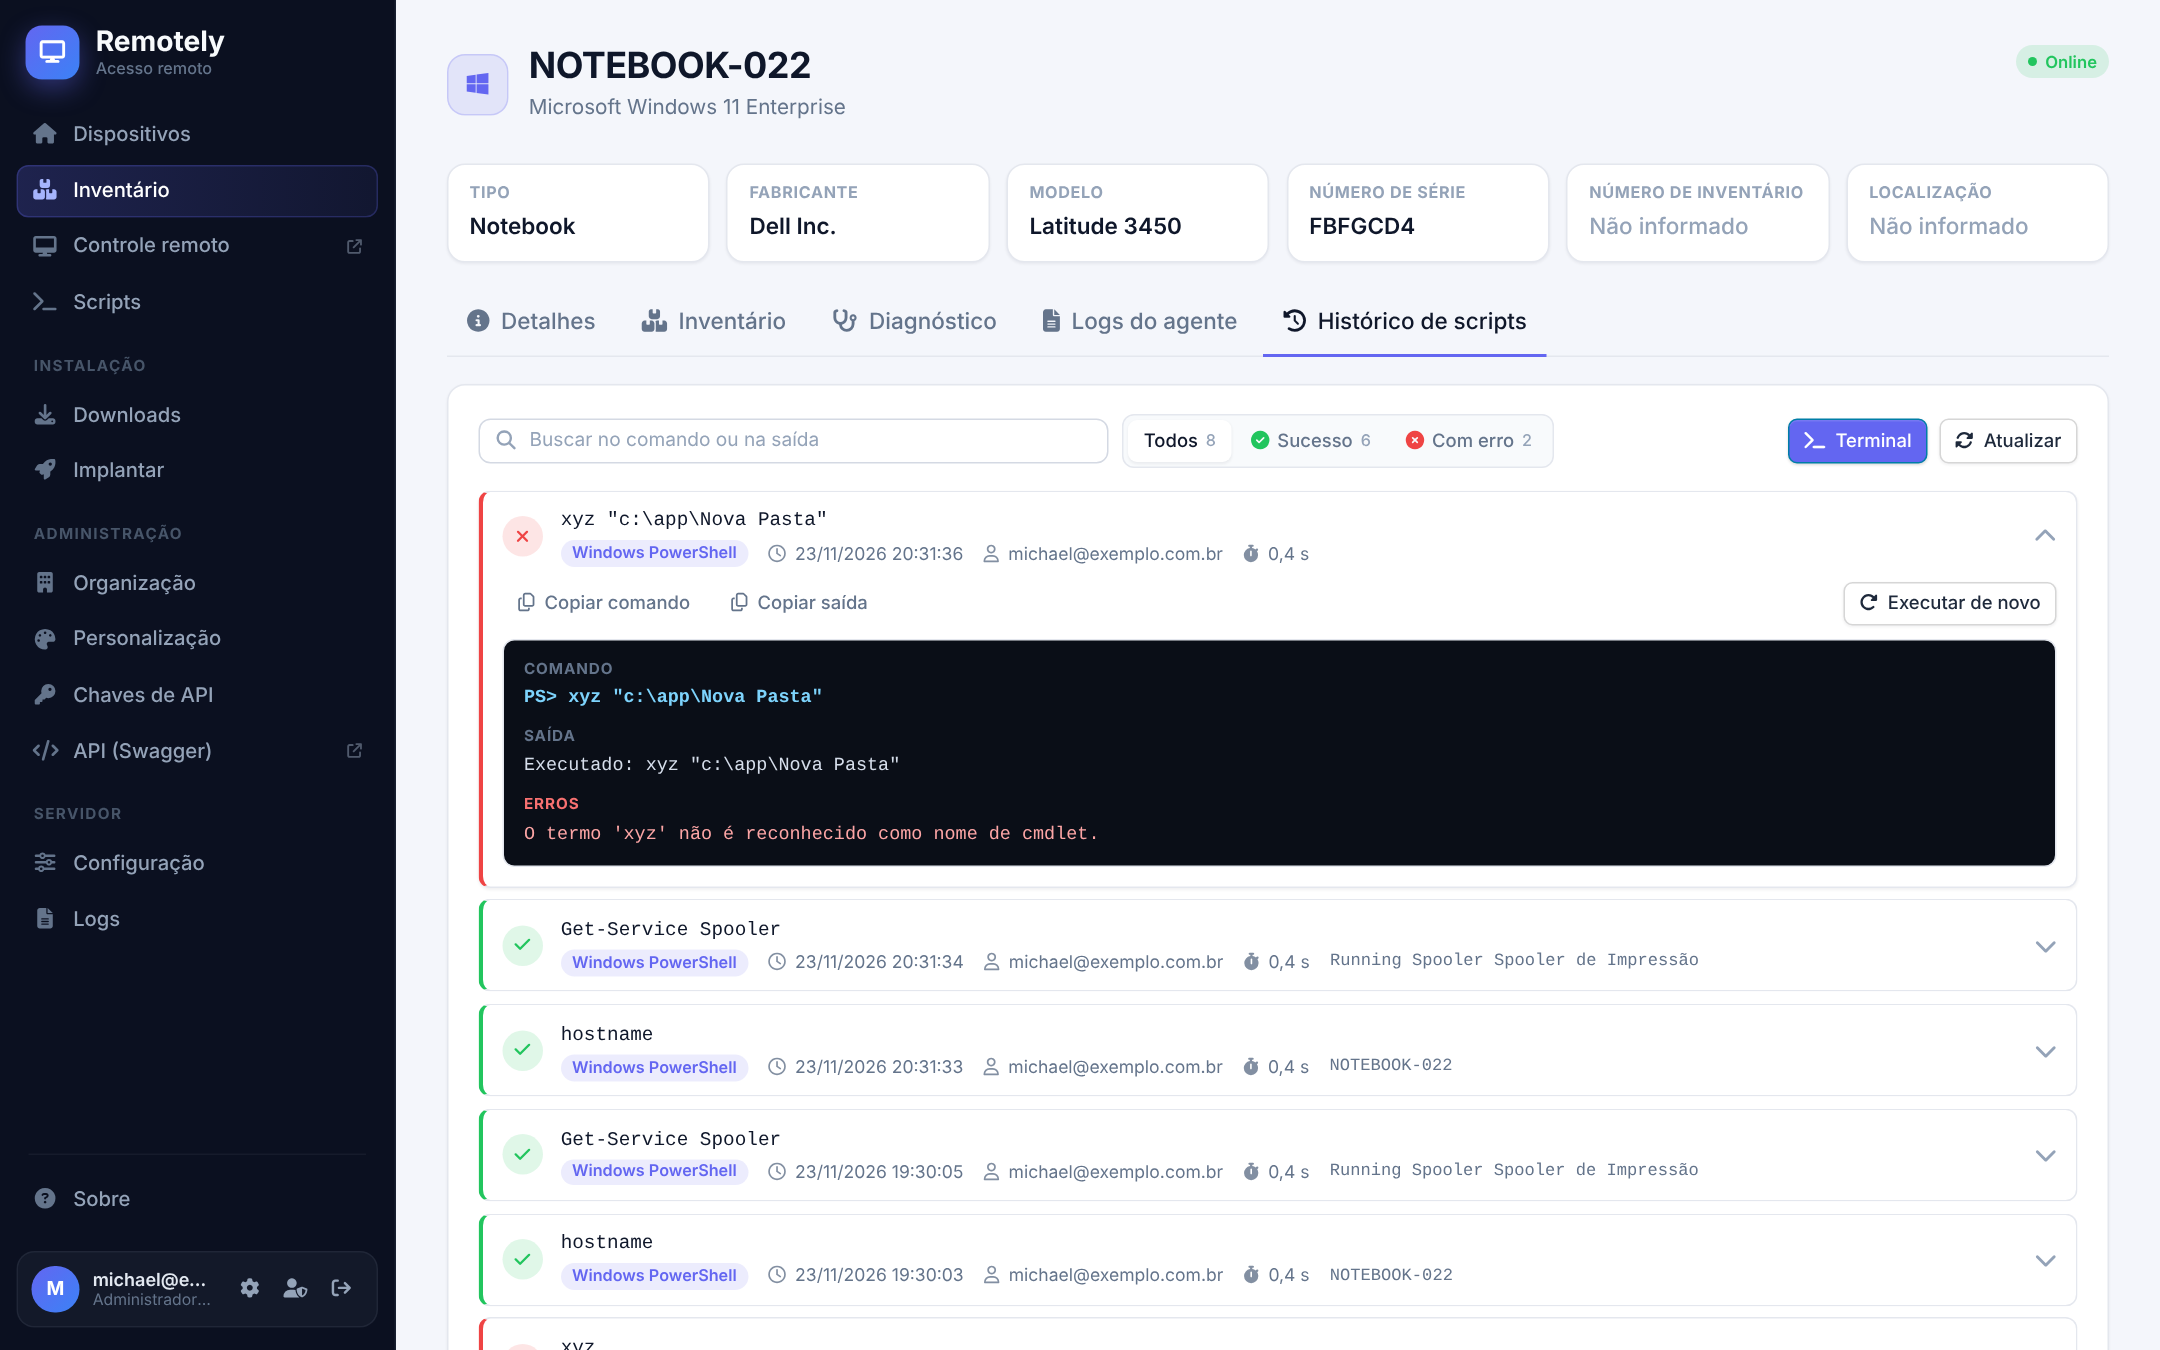 Remotely
Acesso remoto
Dispositivos
Inventário
Controle remoto
Scripts
INSTALAÇÃO
Downloads
Implantar
ADMINISTRAÇÃO
Organização
Personalização
Chaves de API
API (Swagger)
SERVIDOR
Configuração
Logs
Sobre
M
michael@e...
Administrador...
NOTEBOOK-022
Microsoft Windows 11 Enterprise
Online
TIPO
Notebook
FABRICANTE
Dell Inc.
MODELO
Latitude 3450
NÚMERO DE SÉRIE
FBFGCD4
NÚMERO DE INVENTÁRIO
Não informado
LOCALIZAÇÃO
Não informado
Detalhes
Inventário
Diagnóstico
Logs do agente
Histórico de scripts
Buscar no comando ou na saída
Todos 8
Sucesso 6
Com erro 2
Terminal
Atualizar
xyz "c:\app\Nova Pasta"
Windows PowerShell 23/11/2026 20:31:36 michael@exemplo.com.br 0,4 s
Copiar comando
Copiar saída
Executar de novo
COMANDO
PS> xyz "c:\app\Nova Pasta"
SAÍDA
Executado: xyz "c:\app\Nova Pasta"
ERROS
O termo 'xyz' não é reconhecido como nome de cmdlet.
Get-Service Spooler
Windows PowerShell 23/11/2026 20:31:34 michael@exemplo.com.br 0,4 s Running Spooler Spooler de Impressão
hostname
Windows PowerShell 23/11/2026 20:31:33 michael@exemplo.com.br 0,4 s NOTEBOOK-022
Get-Service Spooler
Windows PowerShell 23/11/2026 19:30:05 michael@exemplo.com.br 0,4 s Running Spooler Spooler de Impressão
hostname
Windows PowerShell 23/11/2026 19:30:03 michael@exemplo.com.br 0,4 s NOTEBOOK-022
xyz